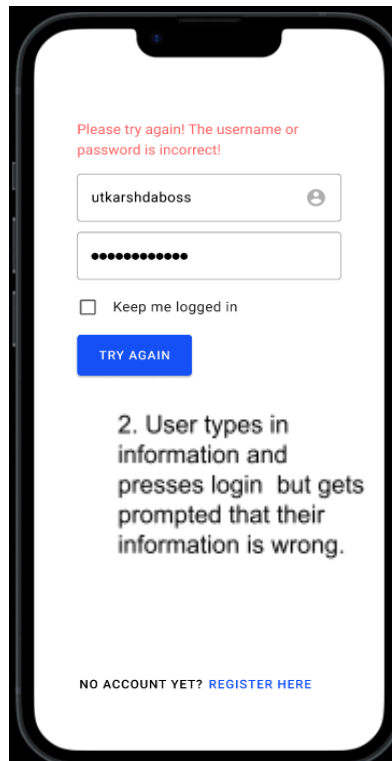 Please try again! The username or
password is incorrect!
utkarshdaboss
••••••••••••
Keep me logged in
TRY AGAIN
2. User types in
information and
presses login  but gets
prompted that their
information is wrong.
NO ACCOUNT YET? REGISTER HERE